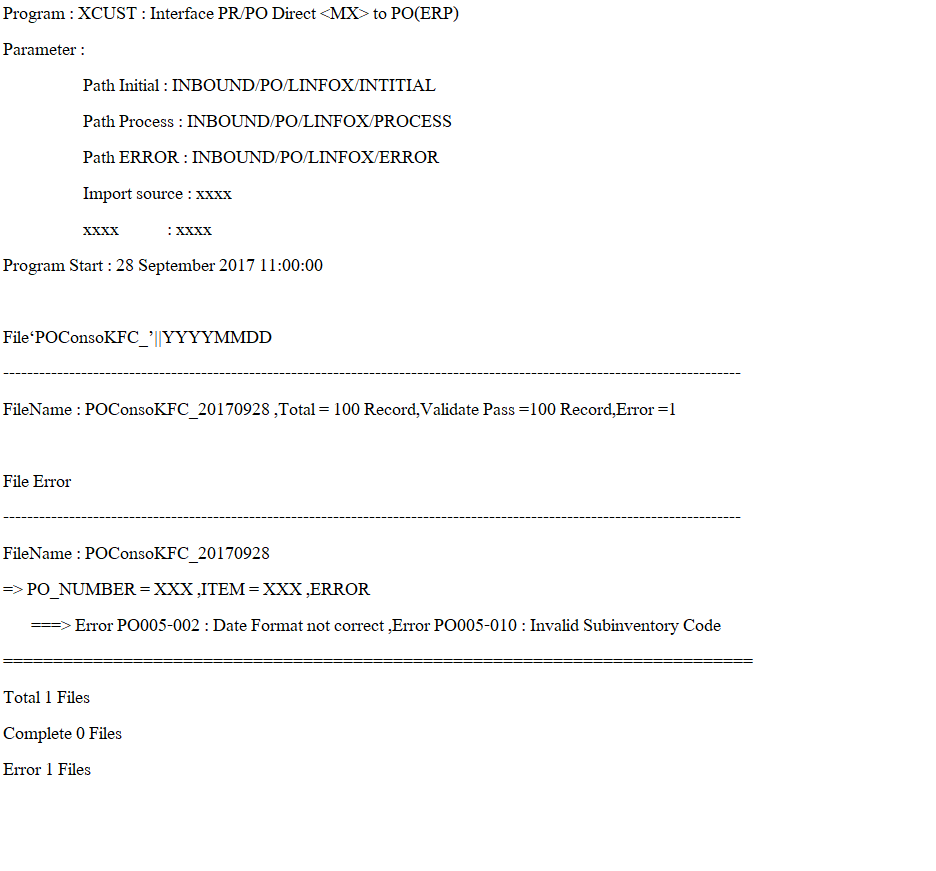 Program : XCUST : Interface PR/PO Direct <MX> to PO(ERP)
Parameter :
Path Initial : INBOUND/PO/LINFOX/INTITIAL
Path Process : INBOUND/PO/LINFOX/PROCESS
Path ERROR : INBOUND/PO/LINFOX/ERROR
Import source : xxxx
xxxx : xxxx
Program Start : 28 September 2017 11:00:00
File‘POConsoKFC_’||YYYYMMDD
---------------------------------------------------------------------------------------------------------------------------
FileName : POConsoKFC_20170928 ,Total = 100 Record,Validate Pass =100 Record,Error =1
File Error
---------------------------------------------------------------------------------------------------------------------------
FileName : POConsoKFC_20170928
=> PO_NUMBER = XXX ,ITEM = XXX ,ERROR
===> Error PO005-002 : Date Format not correct ,Error PO005-010 : Invalid Subinventory Code
===========================================================================
Total 1 Files
Complete 0 Files
Error 1 Files